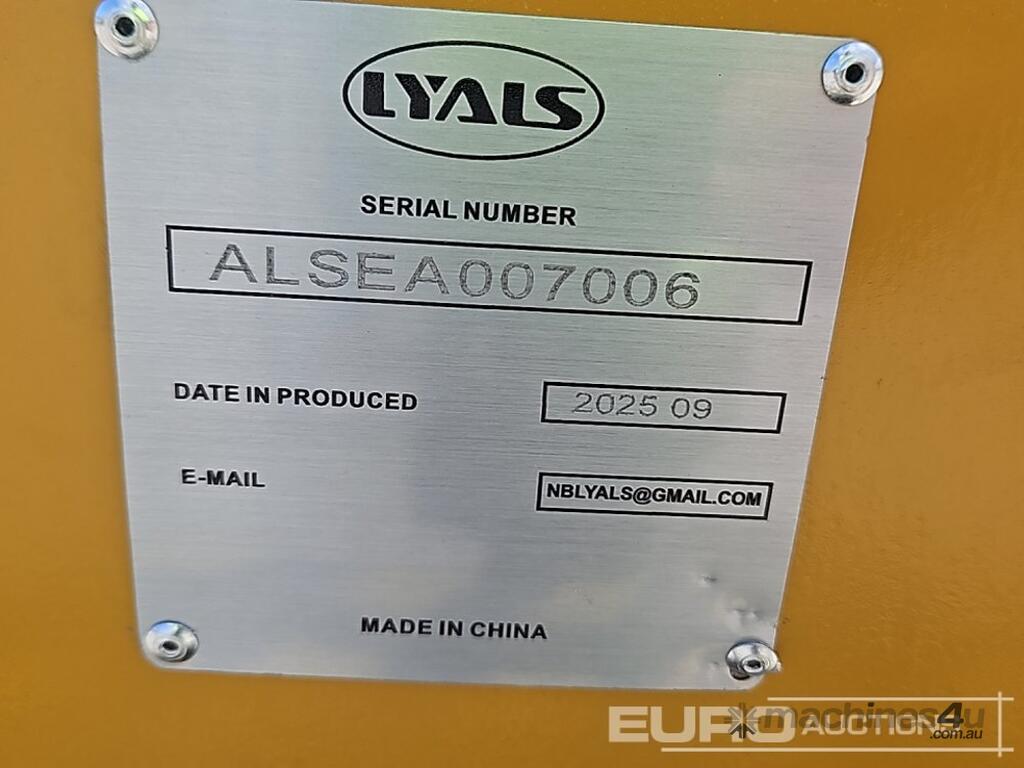 LYALS
SERIAL NUMBER
ALSEA007006
DATE IN PRODUCED
2025 09
E-MAIL
NBLYALS@GMAIL.COM
MADE IN CHINA
EURO AUCTIONS
machines4u
.com.au